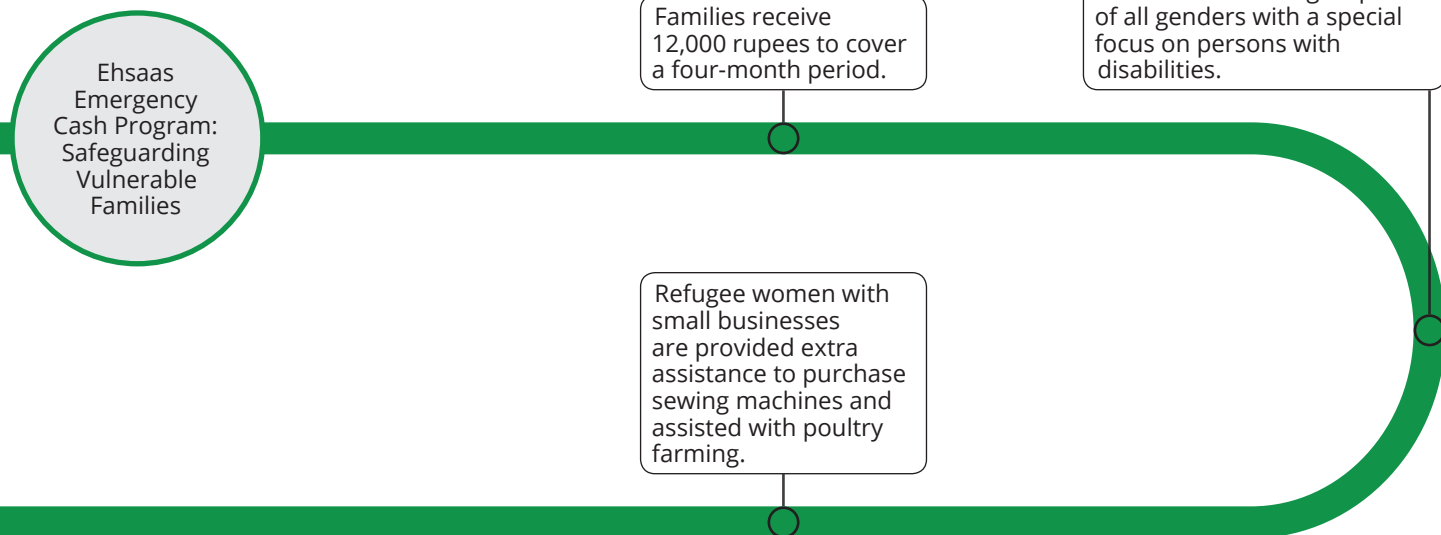 Ehsaas
Emergency
Cash Program:
Safeguarding
Vulnerable
Families
Families receive
12,000 rupees to cover
a four-month period.
of all genders with a special
focus on persons with
disabilities.
Refugee women with
small businesses
are provided extra
assistance to purchase
sewing machines and
assisted with poultry
farming.